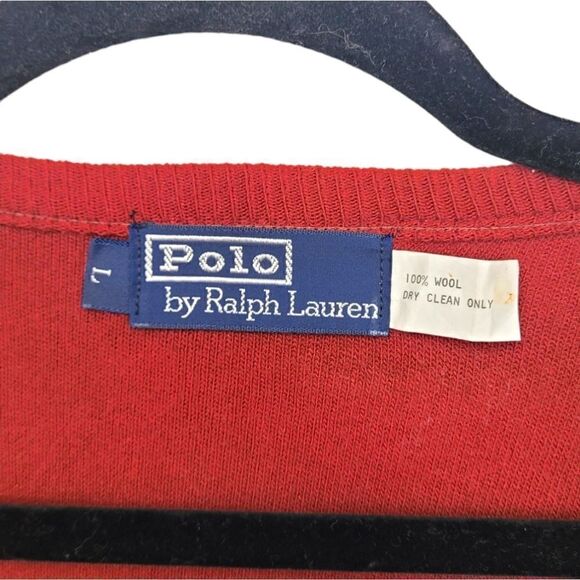 L
Polo
by Ralph Lauren
100% WOOL
DRY CLEAN ONLY